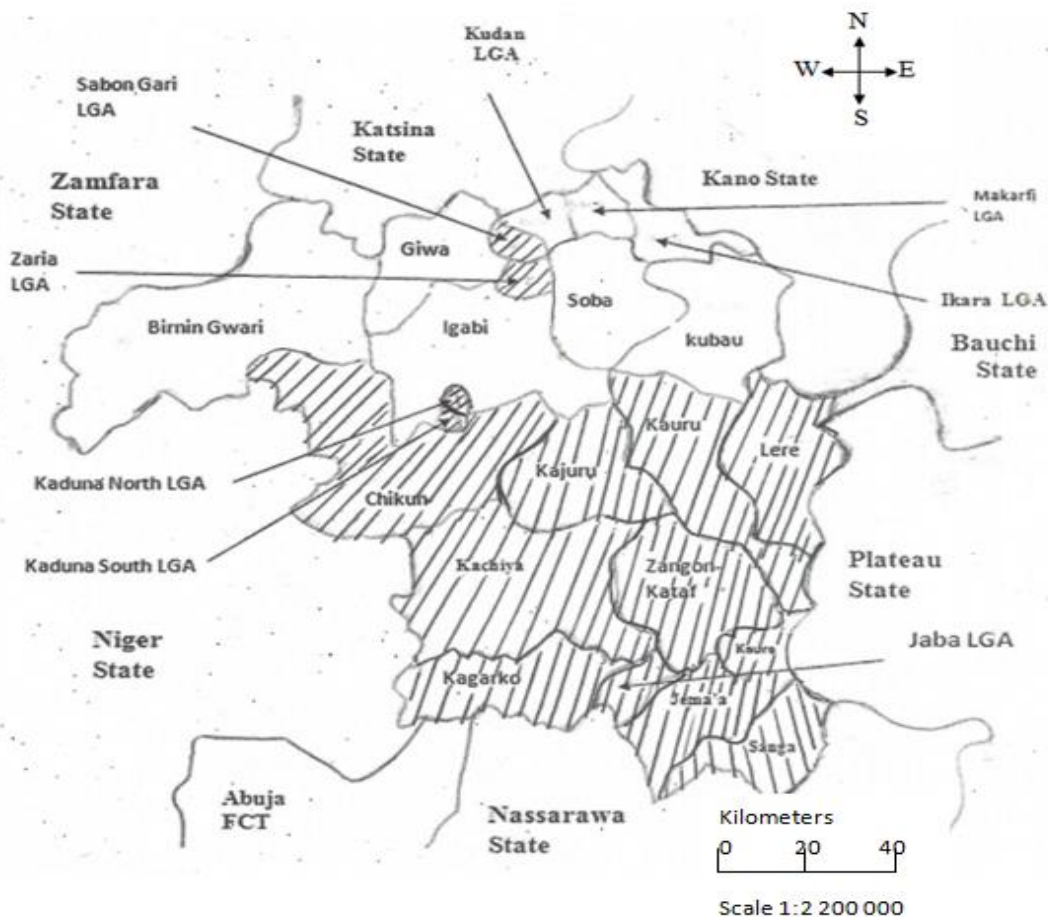 N
Kudan
LGA
W
E
Sabon Gari
LGA
S
Katsina
State
Zamfara
State
Kano State
Makarfi
LGA
Giwa
Zaria
LGA
Soba
Ikara LGA
Birnin Gwari
Igabi
kubau
Bauchi
State
Kauru
Lere
Kajuru
Kaduna North LGA
Chikun
Kaduna South LGA
Kachiya
Zangon-
Kataf
Plateau
State
Niger
State
Jaba LGA
Kagarko
Jema'a
Sanga
Abuja
FCT
Nassarawa
State
Kilometers
0 20 40
Scale 1:2 200 000